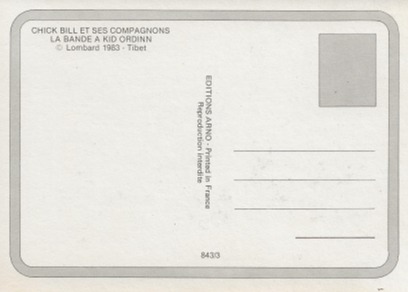 CHICK BILL ET SES COMPAGNONS
LA BANDE A KID ORDINN
© Lombard 1983 - Tibet
EDITIONS ARNO - Printed in France
Reproduction interdite
843/3